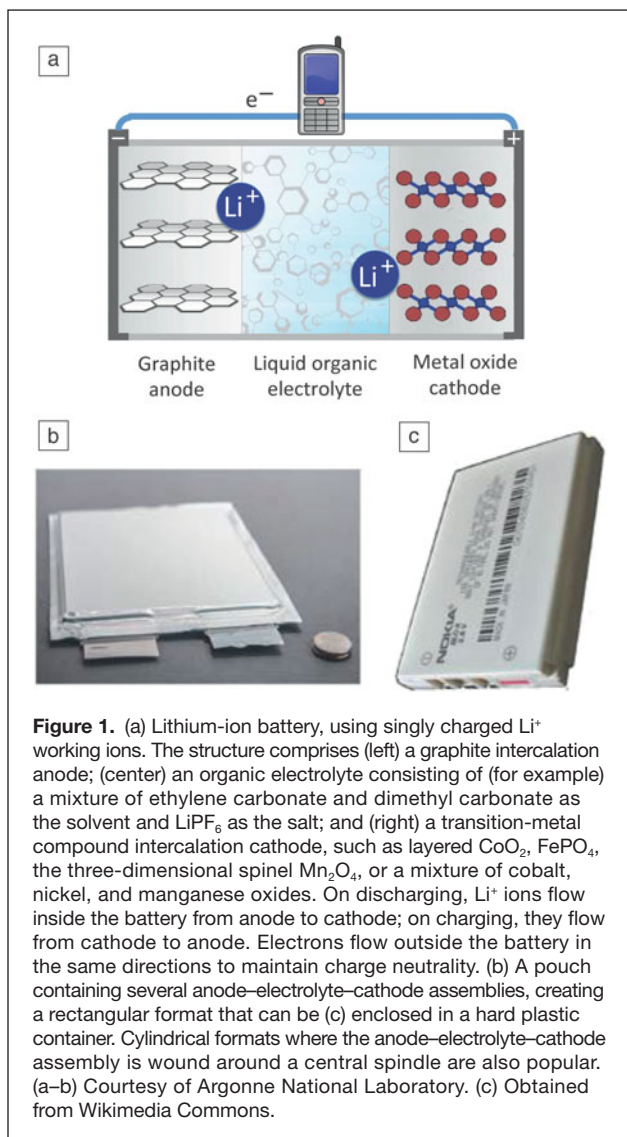 a
e−
−
+
Li+
Li+
Graphite anode
Liquid organic electrolyte
Metal oxide cathode
b
c
NOKIA
Figure 1. (a) Lithium-ion battery, using singly charged Li+
working ions. The structure comprises (left) a graphite intercalation
anode; (center) an organic electrolyte consisting of (for example)
a mixture of ethylene carbonate and dimethyl carbonate as
the solvent and LiPF6 as the salt; and (right) a transition-metal
compound intercalation cathode, such as layered CoO2, FePO4,
the three-dimensional spinel Mn2O4, or a mixture of cobalt,
nickel, and manganese oxides. On discharging, Li+ ions flow
inside the battery from anode to cathode; on charging, they flow
from cathode to anode. Electrons flow outside the battery in
the same directions to maintain charge neutrality. (b) A pouch
containing several anode–electrolyte–cathode assemblies, creating
a rectangular format that can be (c) enclosed in a hard plastic
container. Cylindrical formats where the anode–electrolyte–cathode
assembly is wound around a central spindle are also popular.
(a–b) Courtesy of Argonne National Laboratory. (c) Obtained
from Wikimedia Commons.